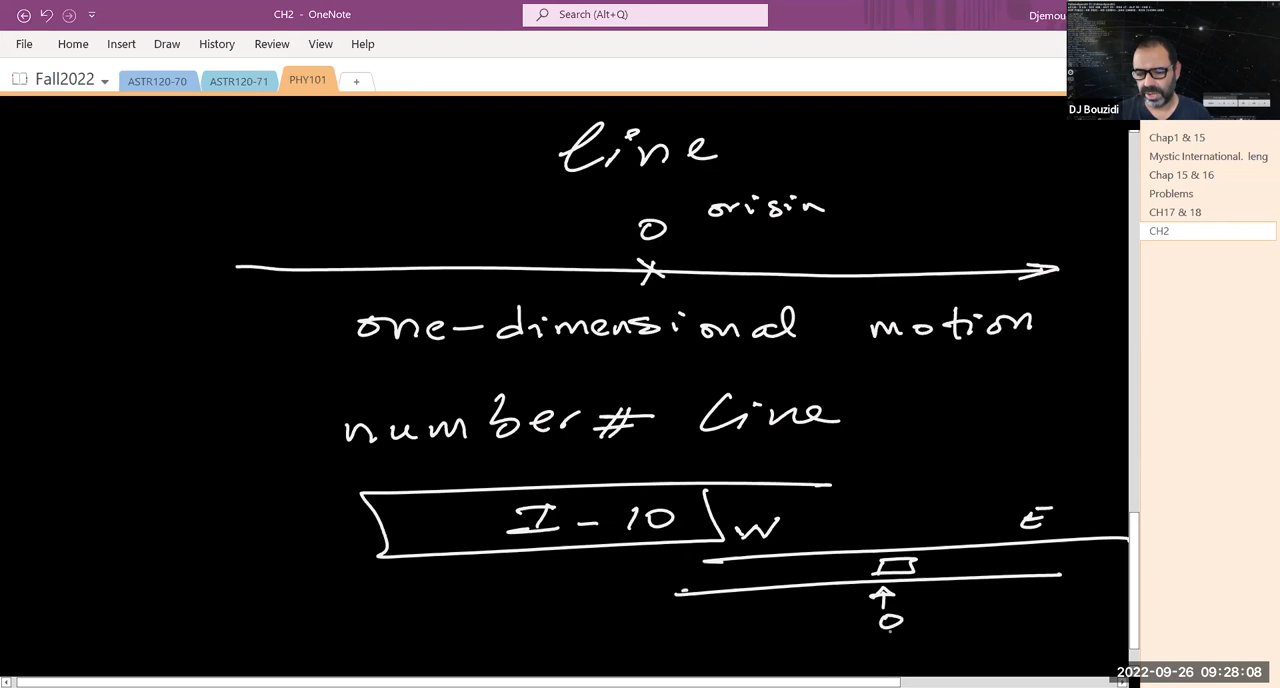 CH2 - OneNote
Search (Alt+Q)
Djemou
File Home Insert Draw History Review View Help
Fall2022 ASTR120-70 ASTR120-71 PHY101 +
DJ Bouzidi
Chap1 & 15
Mystic International. leng
Chap 15 & 16
Problems
CH17 & 18
CH2
line
origin
O
one-dimensional motion
number # line
I-10
W E
O
2022-09-26 09:28:08